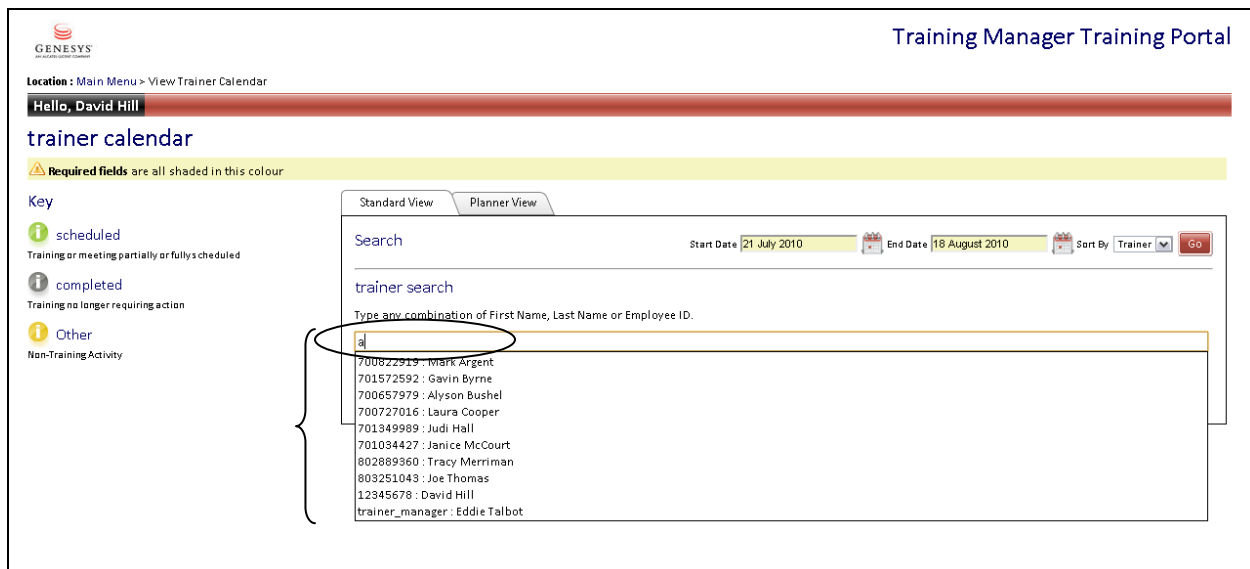 GENESYS
AN ALCATEL-LUCENT COMPANY
Training Manager Training Portal
Location : Main Menu > View Trainer Calendar
Hello, David Hill
trainer calendar
Required fields are all shaded in this colour
Key
scheduled
Training or meeting partially or fully scheduled
completed
Training no longer requiring action
Other
Non-Training Activity
Standard View Planner View
Search Start Date 21 July 2010 End Date 18 August 2010 Sort By Trainer Go
trainer search
Type any combination of First Name, Last Name or Employee ID.
a
700822919 : Mark Argent
701572592 : Gavin Byrne
700657979 : Alyson Bushel
700727016 : Laura Cooper
701349989 : Judi Hall
701034427 : Janice McCourt
802889360 : Tracy Merriman
803251043 : Joe Thomas
12345678 : David Hill
trainer_manager : Eddie Talbot